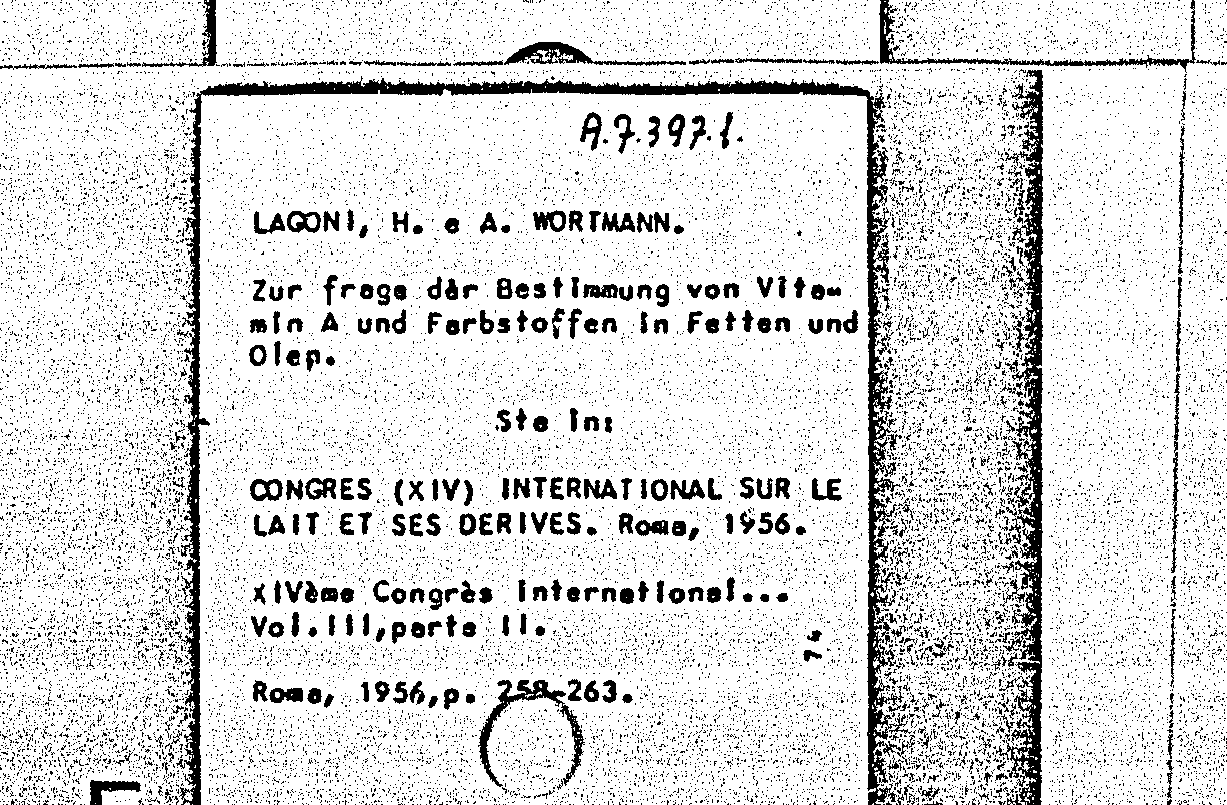 A.7.397.1.
LAGONI, H. e A. WORTMANN.
Zur frage dèr Bestimmung von Vita-
min A und Farbstoffen in Fetten und
Olep.
Sta in:
CONGRES (XIV) INTERNATIONAL SUR LE
LAIT ET SES DERIVES. Roma, 1956.
XIVème Congrès International...
Vol.III,parte II.
74
Roma, 1956,p. 258-263.